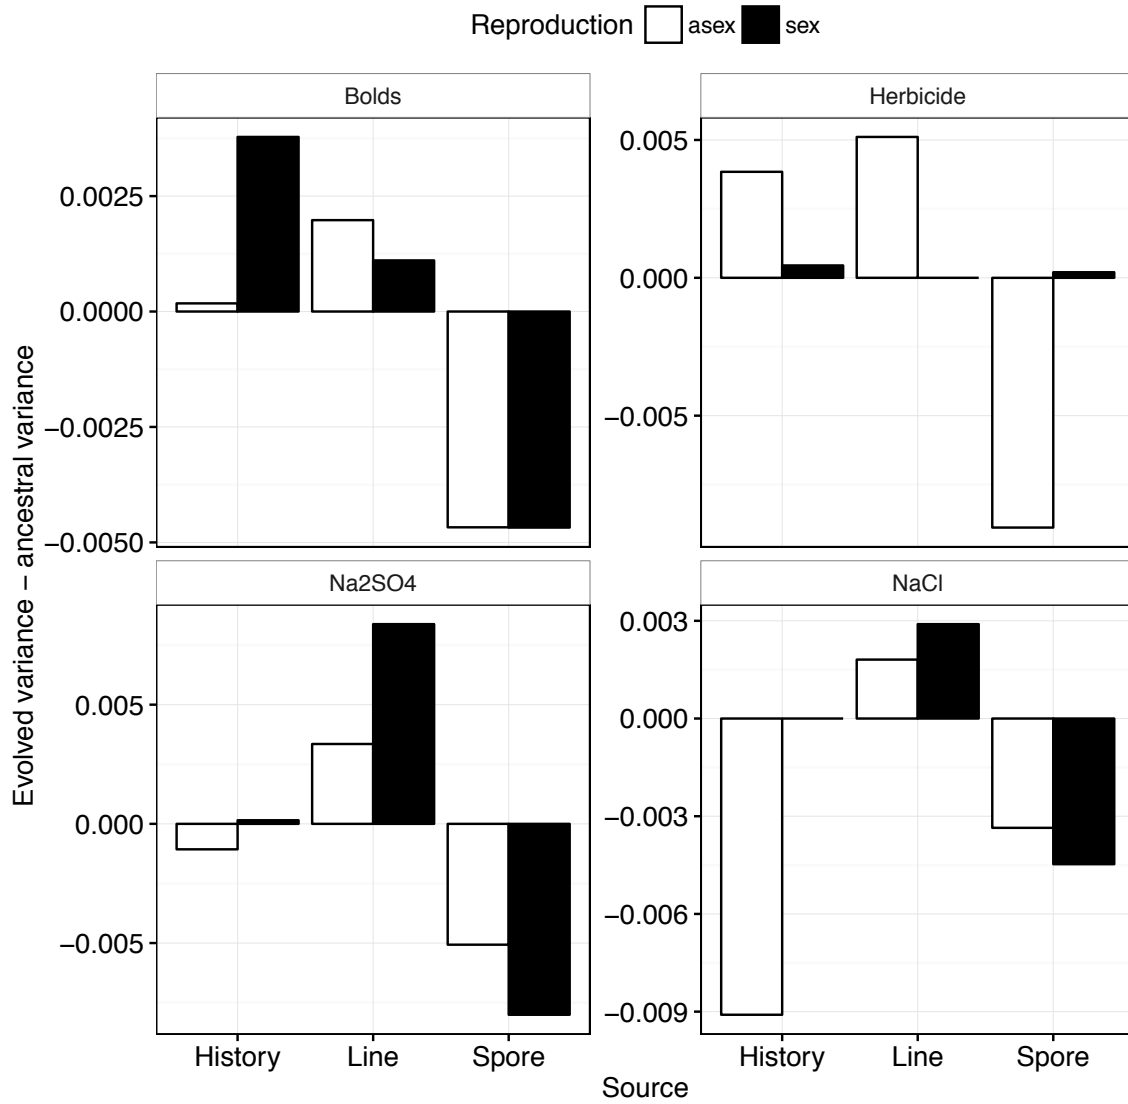 Reproduction asex sex
Bolds
Herbicide
0.0025
0.0000
−0.0025
−0.0050
0.005
0.000
−0.005
Na2SO4
NaCl
0.005
0.000
−0.005
0.003
0.000
−0.003
−0.006
−0.009
Evolved variance − ancestral variance
History Line Spore
History Line Spore
Source